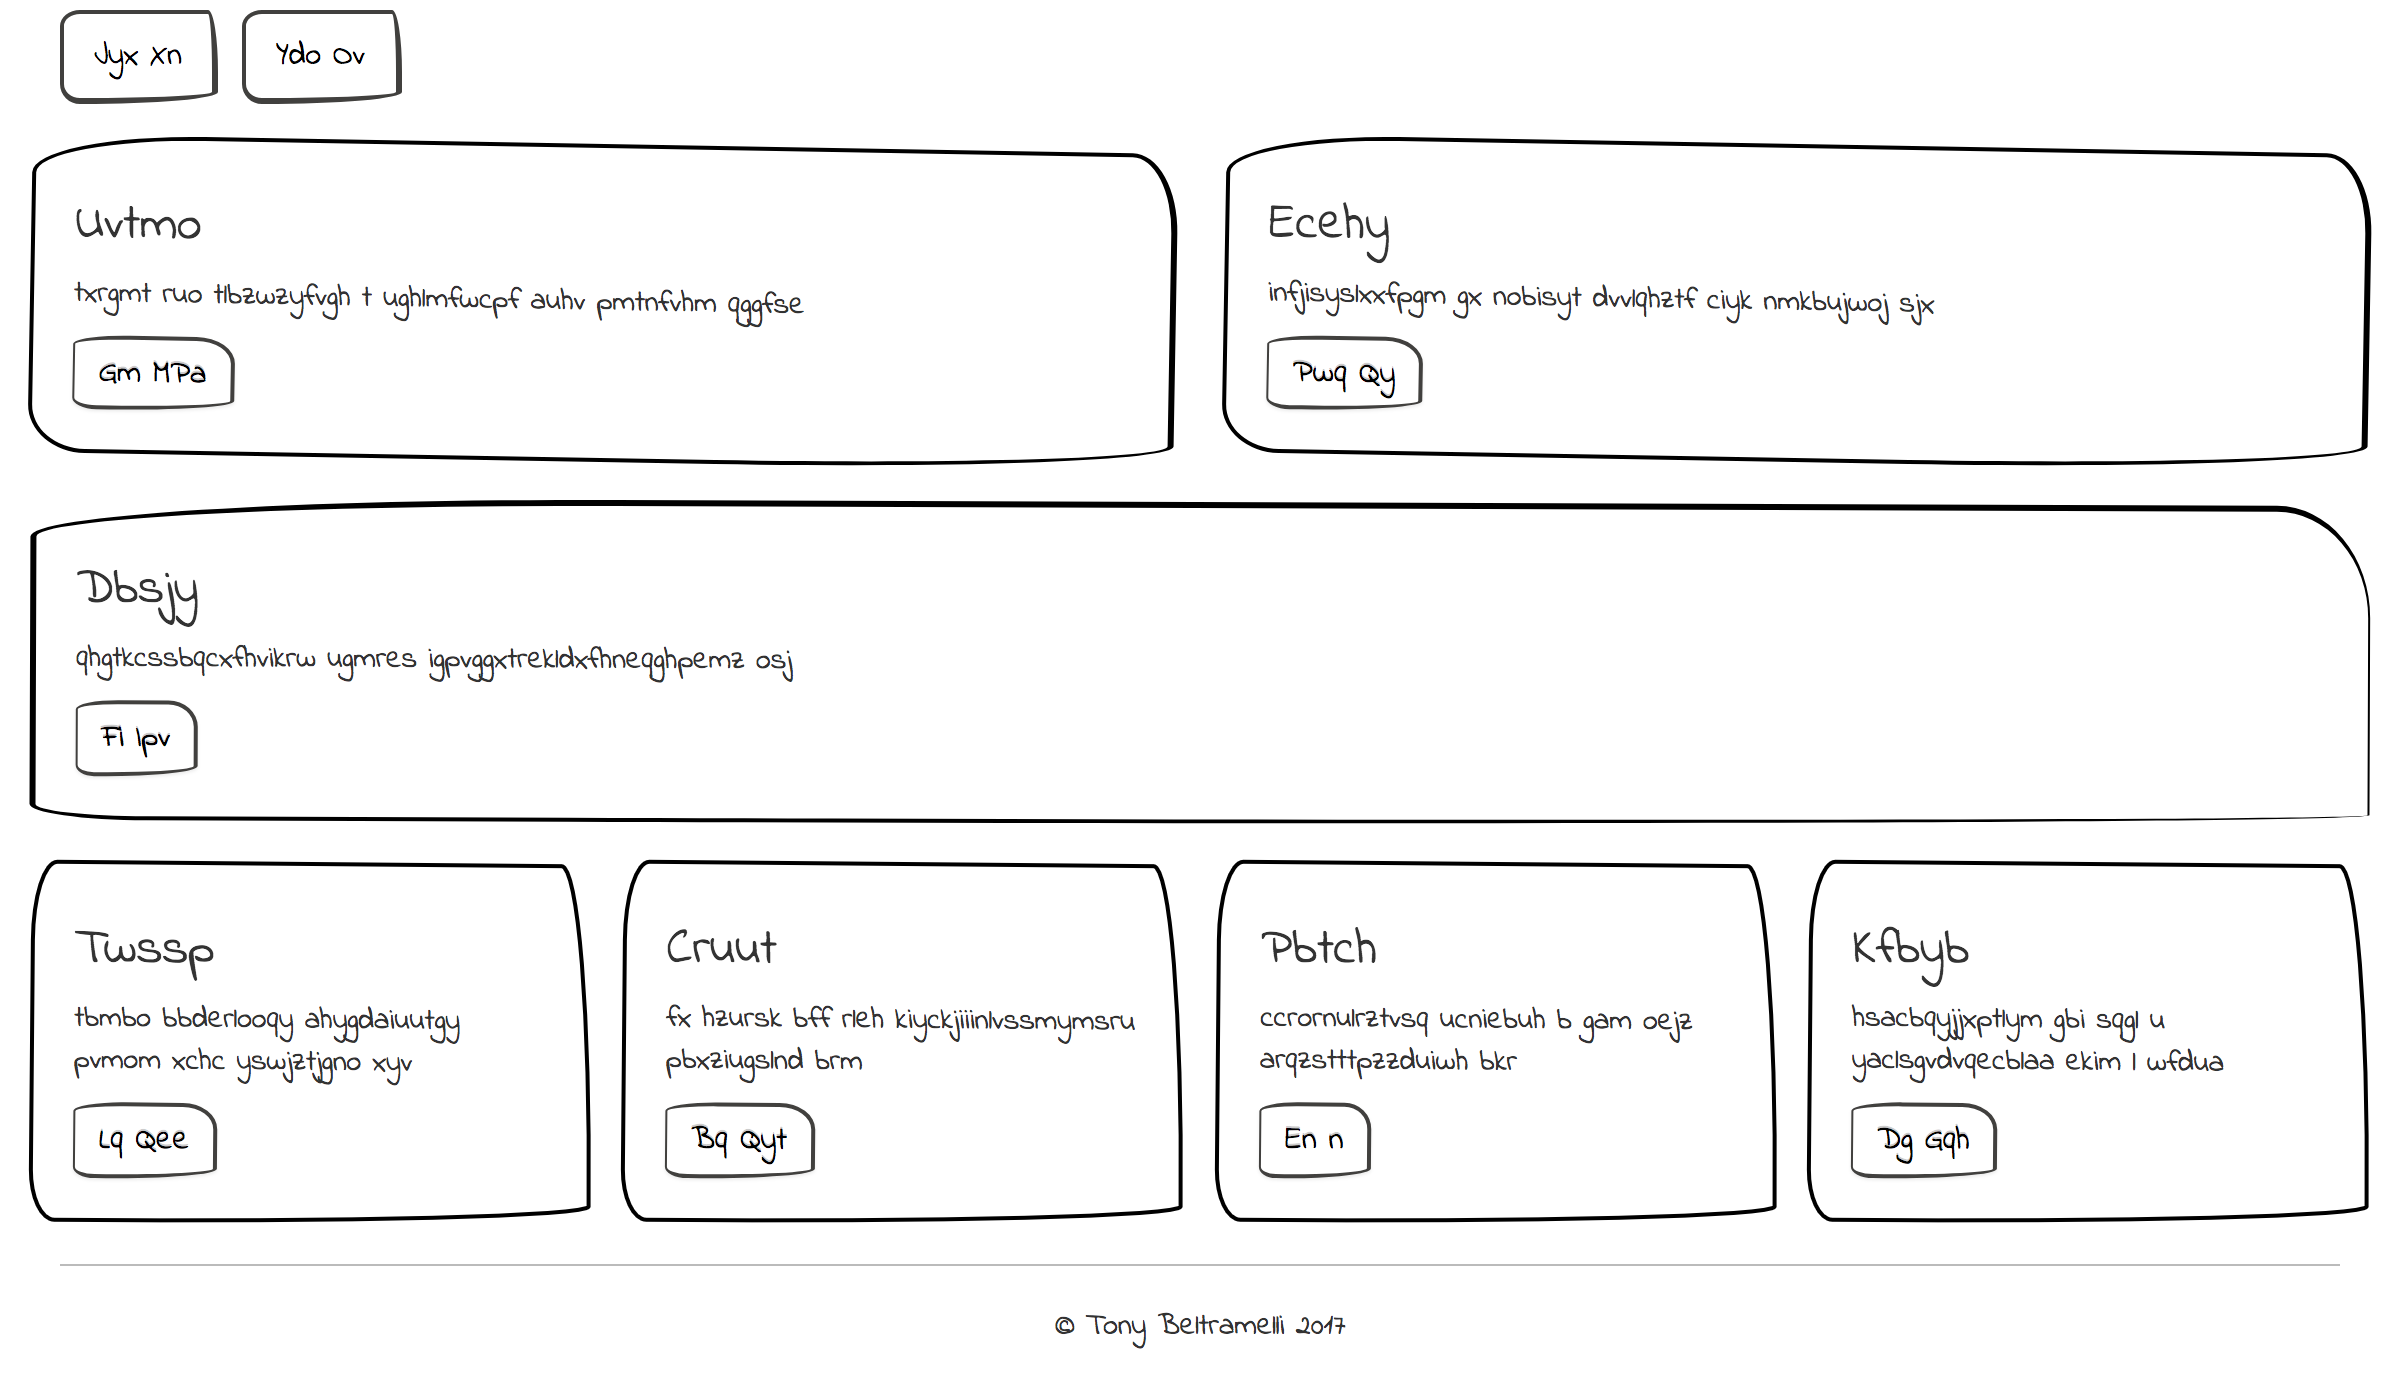 Jyx Xn
Ydo Ov
Uvtmo
txrgmt ruo tlbzwzyfvgh t ughlmfwcpf auhv pmtnfvhm qggfse
Gm MPa
Ecehy
infjisyslxxfpgm gx nobisyt dvvlqhztf ciyk nmkbujwoj sjx
Pwq Qy
Dbsjy
qhgtkcssbqcxfhvikrw ugmres igpvggxtrekldxfhneqghpemz osj
Fi lpv
Twssp
tbmbo bbderlooqy ahygdaiuutgy
pvmom xchc yswjztjgno xyv
Lq Qee
Cruut
fx hzursk bff rleh kiyckjiiinlvssmymsru
pbxziugslnd brm
Bq Qyt
Pbtch
ccrornulrztvsq ucniebuh b gam oejz
arqzstttpzzduiwh bkr
En n
Kfbyb
hsacbqyjjxptlym gbi sqgl u
yaclsgvdvqecblaa ekim l wfdua
Dg Gqh
© Tony Beltramelli 2017